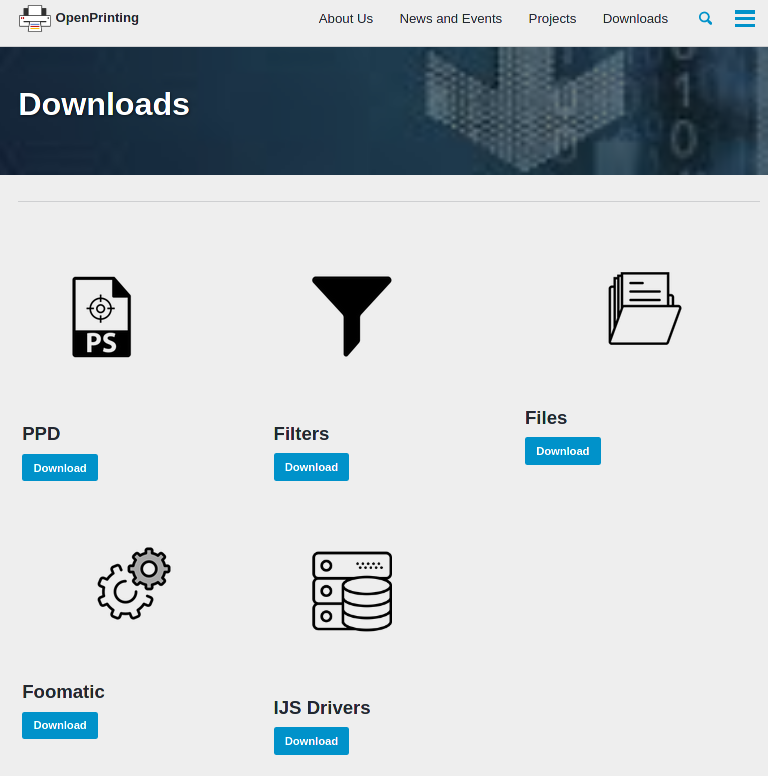 OpenPrinting
About Us
News and Events
Projects
Downloads
Downloads
PS
PPD
Download
Filters
Download
Files
Download
Foomatic
Download
IJS Drivers
Download